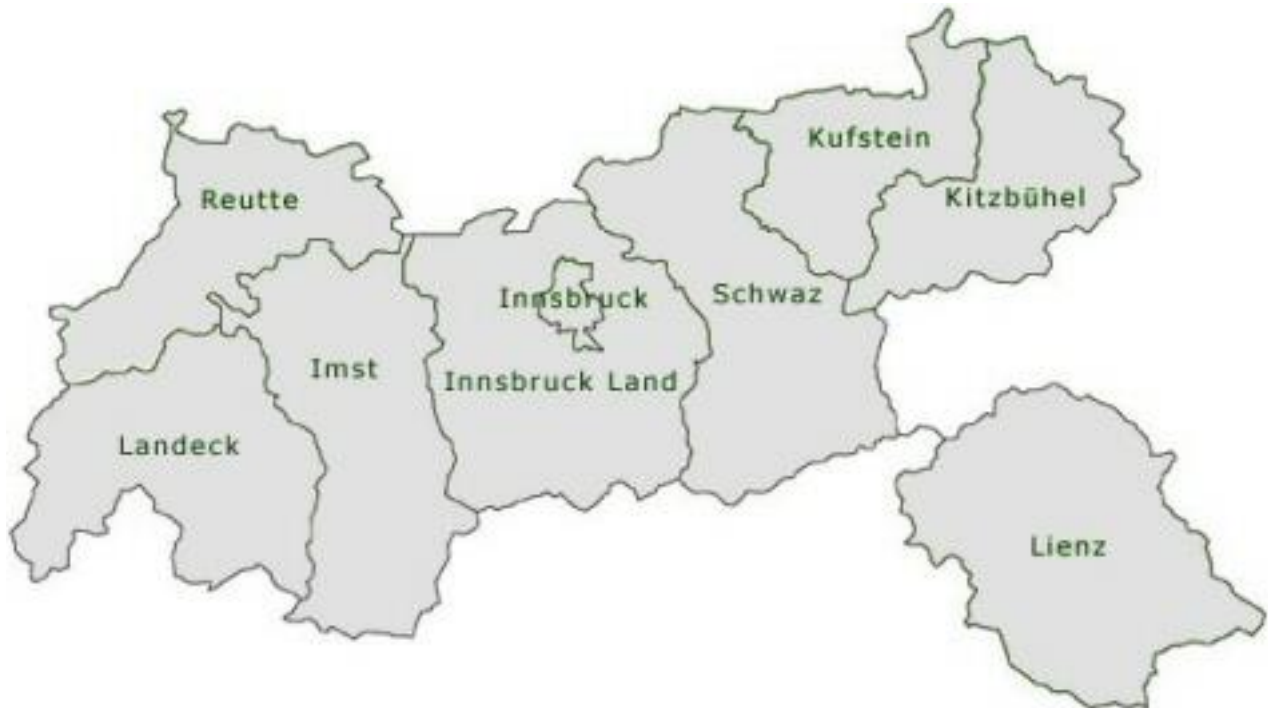 Kufstein
Reutte
Kitzbühel
Innsbruck
Schwaz
Imst
Innsbruck Land
Landeck
Lienz